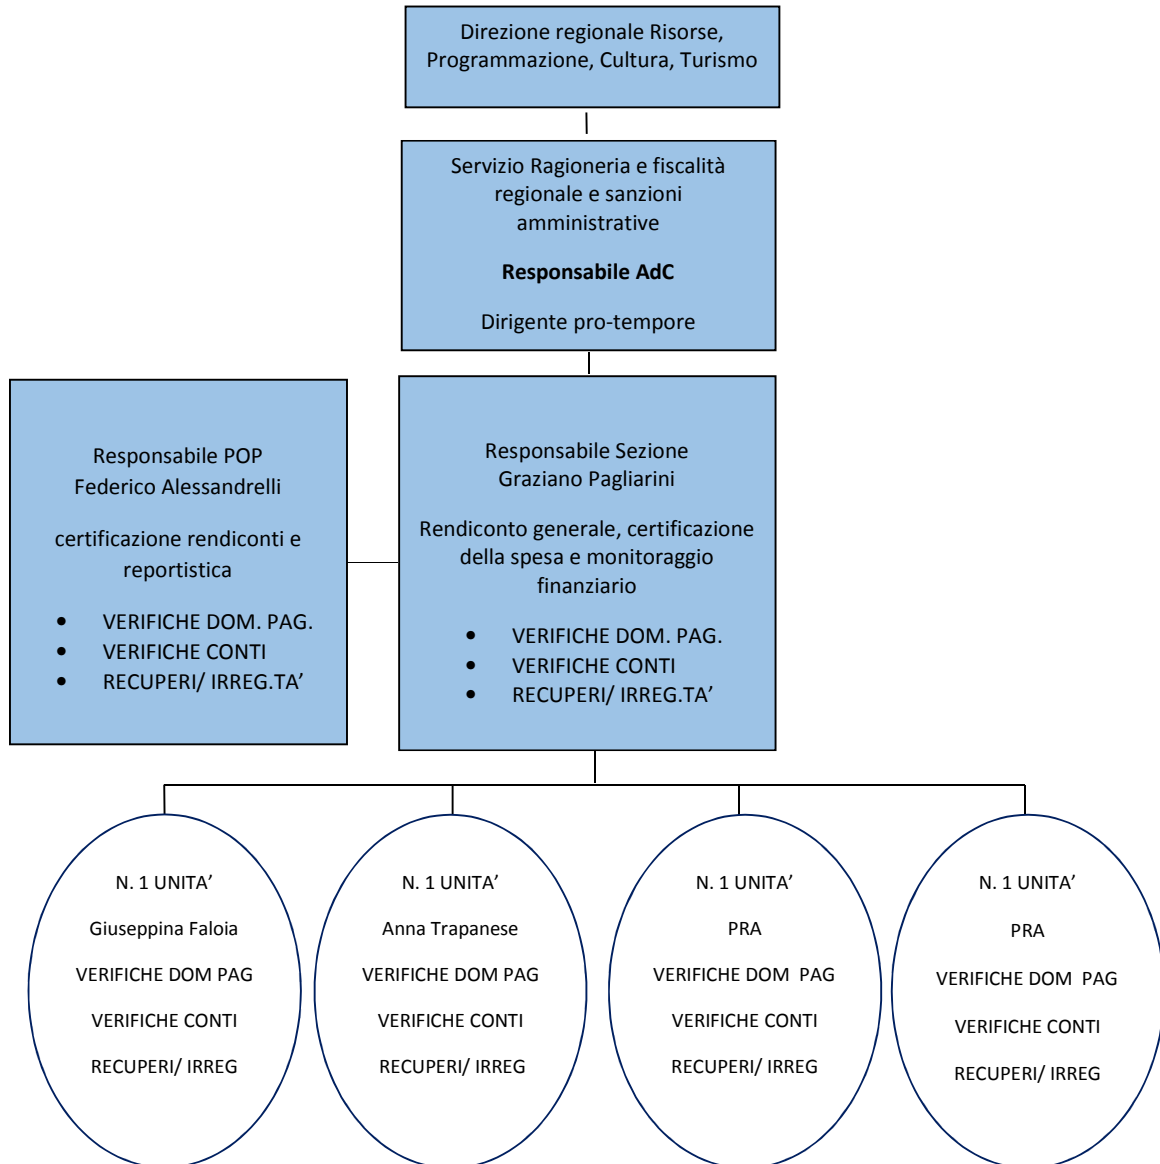 Direzione regionale Risorse,
Programmazione, Cultura, Turismo
Servizio Ragioneria e fiscalità
regionale e sanzioni
amministrative
Responsabile AdC
Dirigente pro-tempore
Responsabile POP
Federico Alessandrelli
certificazione rendiconti e
reportistica
• VERIFICHE DOM. PAG.
• VERIFICHE CONTI
• RECUPERI/ IRREG.TA’
Responsabile Sezione
Graziano Pagliarini
Rendiconto generale, certificazione
della spesa e monitoraggio
finanziario
• VERIFICHE DOM. PAG.
• VERIFICHE CONTI
• RECUPERI/ IRREG.TA’
N. 1 UNITA’
Giuseppina Faloia
VERIFICHE DOM PAG
VERIFICHE CONTI
RECUPERI/ IRREG
N. 1 UNITA’
Anna Trapanese
VERIFICHE DOM PAG
VERIFICHE CONTI
RECUPERI/ IRREG
N. 1 UNITA’
PRA
VERIFICHE DOM  PAG
VERIFICHE CONTI
RECUPERI/ IRREG
N. 1 UNITA’
PRA
VERIFICHE DOM  PAG
VERIFICHE CONTI
RECUPERI/ IRREG